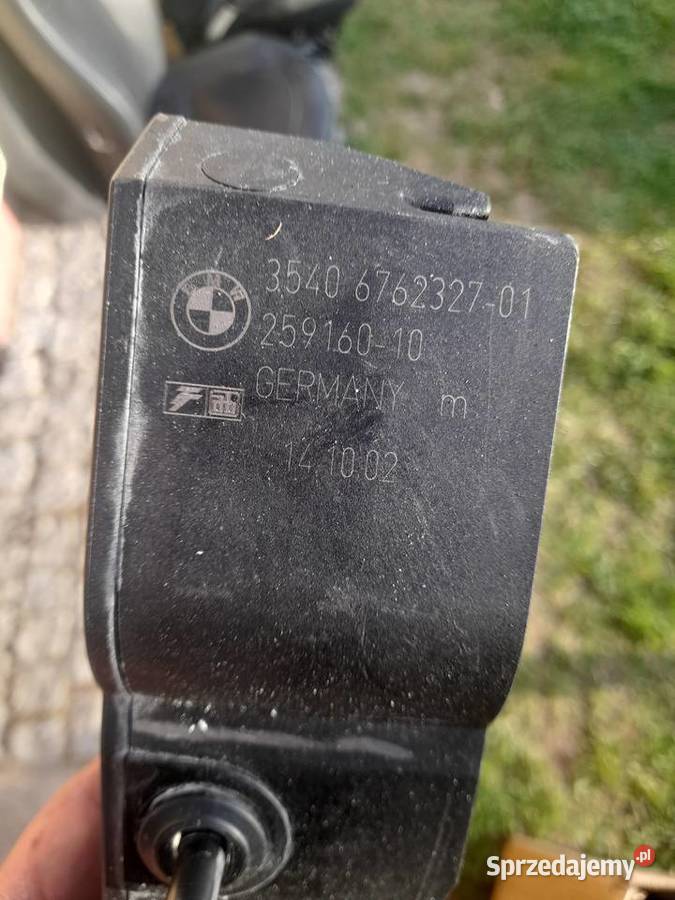 3540 6762327-01
259160-10
GERMANY m
14.10.02
Sprzedajemy.pl